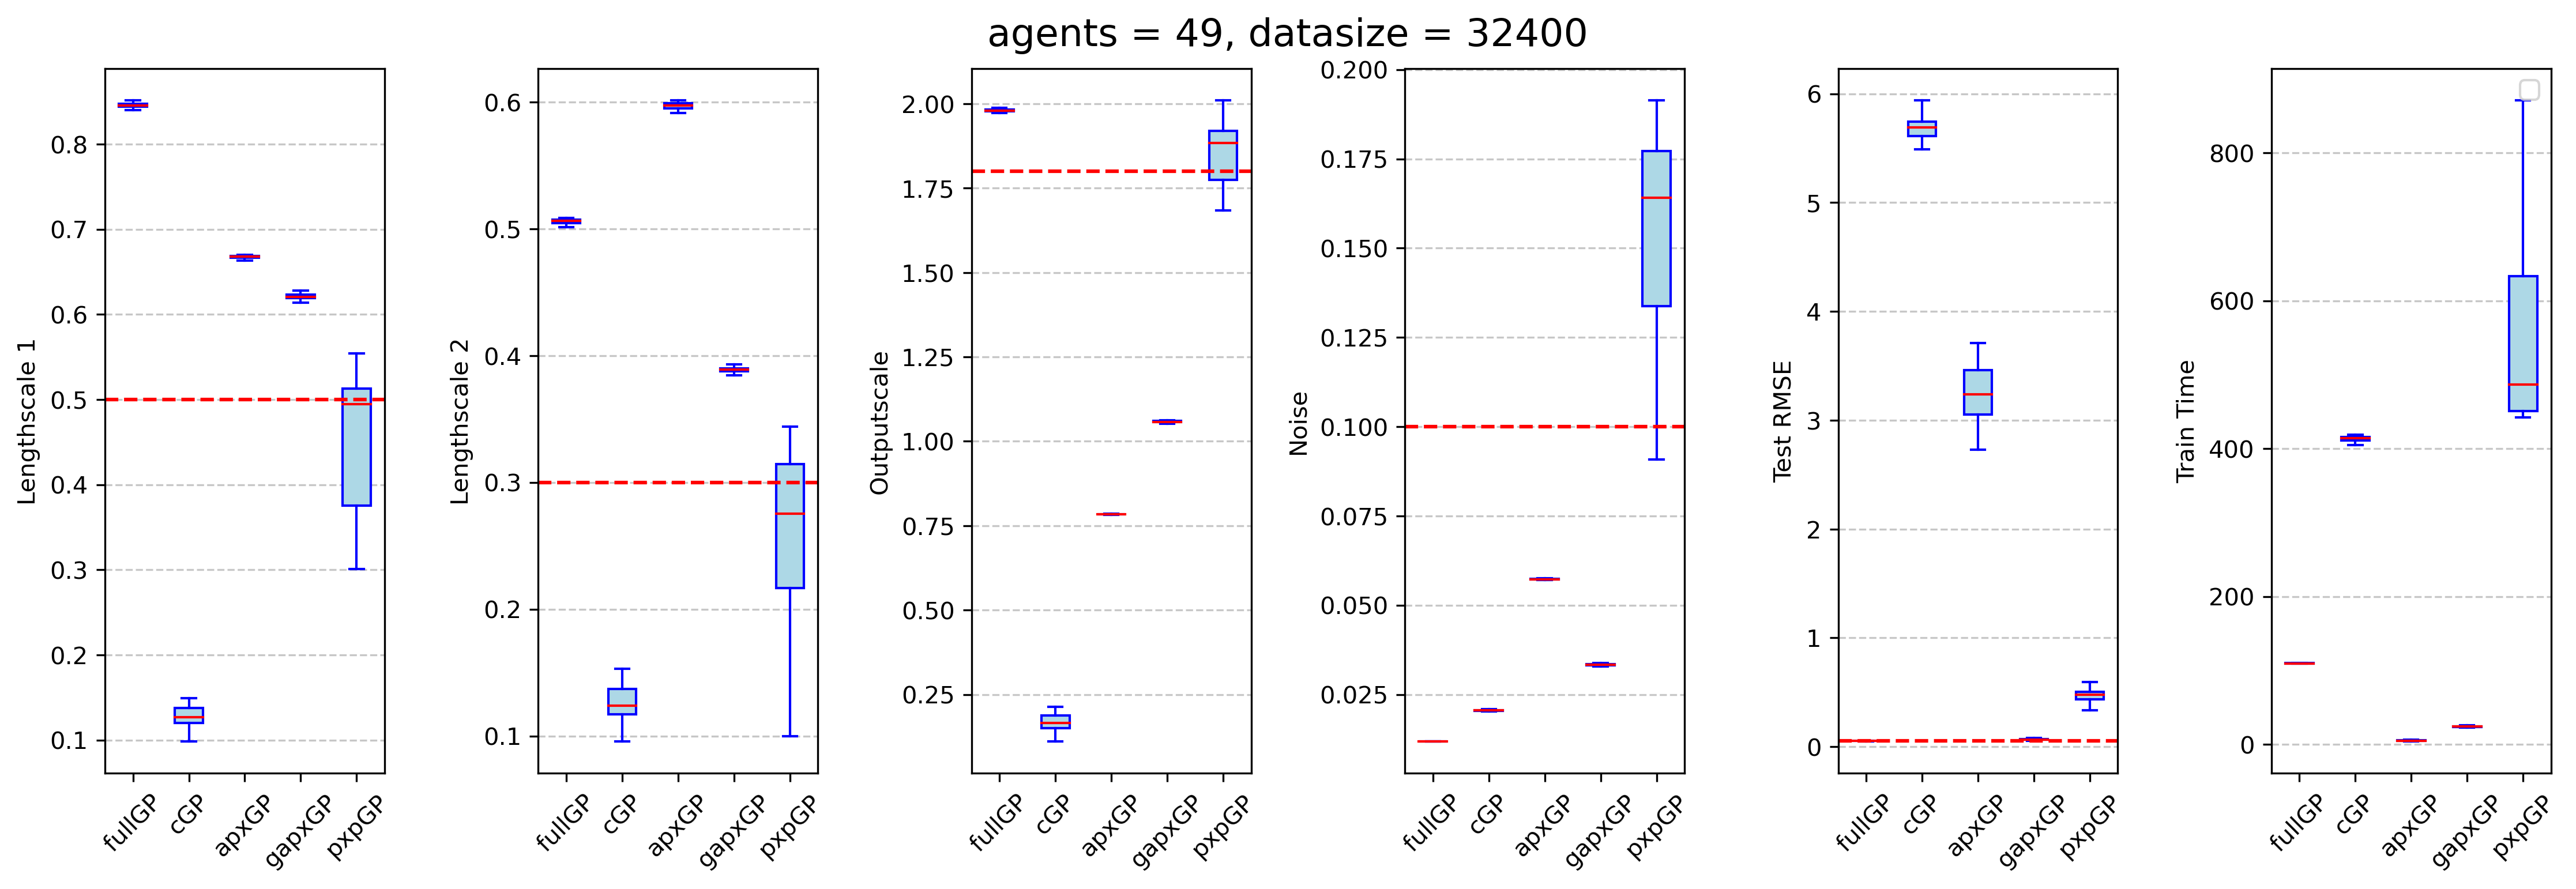 agents = 49, datasize = 32400
Lengthscale 1
0.8
0.7
0.6
0.5
0.4
0.3
0.2
0.1
fullGP
cGP
apxGP
gapxGP
pxpGP
Lengthscale 2
0.6
0.5
0.4
0.3
0.2
0.1
fullGP
cGP
apxGP
gapxGP
pxpGP
Outputscale
2.00
1.75
1.50
1.25
1.00
0.75
0.50
0.25
fullGP
cGP
apxGP
gapxGP
pxpGP
Noise
0.200
0.175
0.150
0.125
0.100
0.075
0.050
0.025
fullGP
cGP
apxGP
gapxGP
pxpGP
Test RMSE
6
5
4
3
2
1
0
fullGP
cGP
apxGP
gapxGP
pxpGP
Train Time
800
600
400
200
0
fullGP
cGP
apxGP
gapxGP
pxpGP